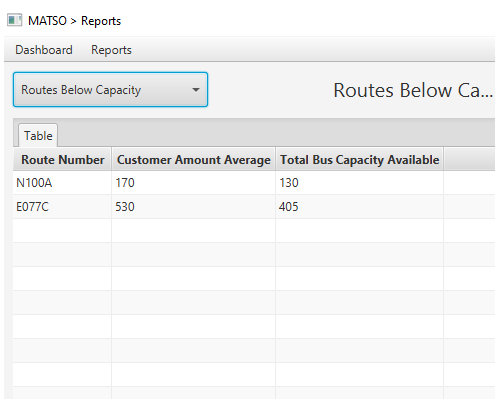 MATSO > Reports
Dashboard Reports
Routes Below Capacity
Routes Below Ca...
Table
Route Number Customer Amount Average Total Bus Capacity Available
N100A 170 130
E077C 530 405